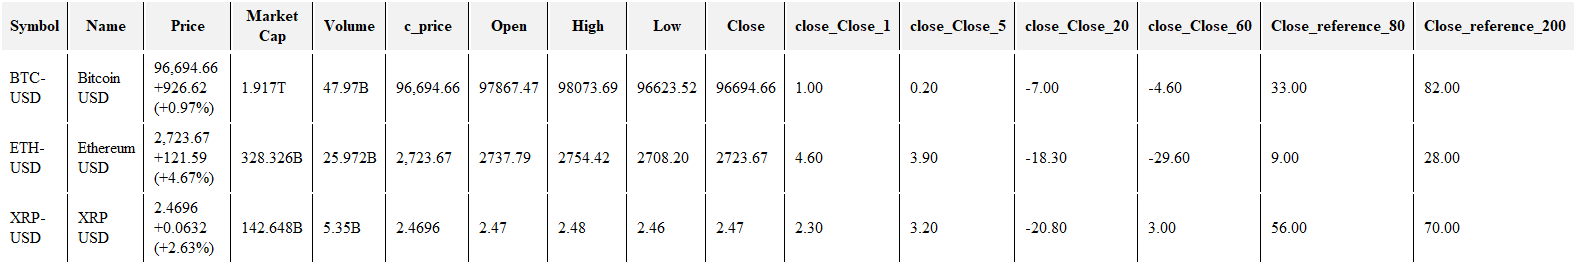 Symbol Name Price Market Cap Volume c_price Open High Low Close close_Close_1 close_Close_5 close_Close_20 close_Close_60 Close_reference_80 Close_reference_200
BTC-USD Bitcoin USD 96,694.66 +926.62 (+0.97%) 1.917T 47.97B 96,694.66 97867.47 98073.69 96623.52 96694.66 1.00 0.20 -7.00 -4.60 33.00 82.00
ETH-USD Ethereum USD 2,723.67 +121.59 (+4.67%) 328.326B 25.972B 2,723.67 2737.79 2754.42 2708.20 2723.67 4.60 3.90 -18.30 -29.60 9.00 28.00
XRP-USD XRP USD 2.4696 +0.0632 (+2.63%) 142.648B 5.35B 2.4696 2.47 2.48 2.46 2.47 2.30 3.20 -20.80 3.00 56.00 70.00